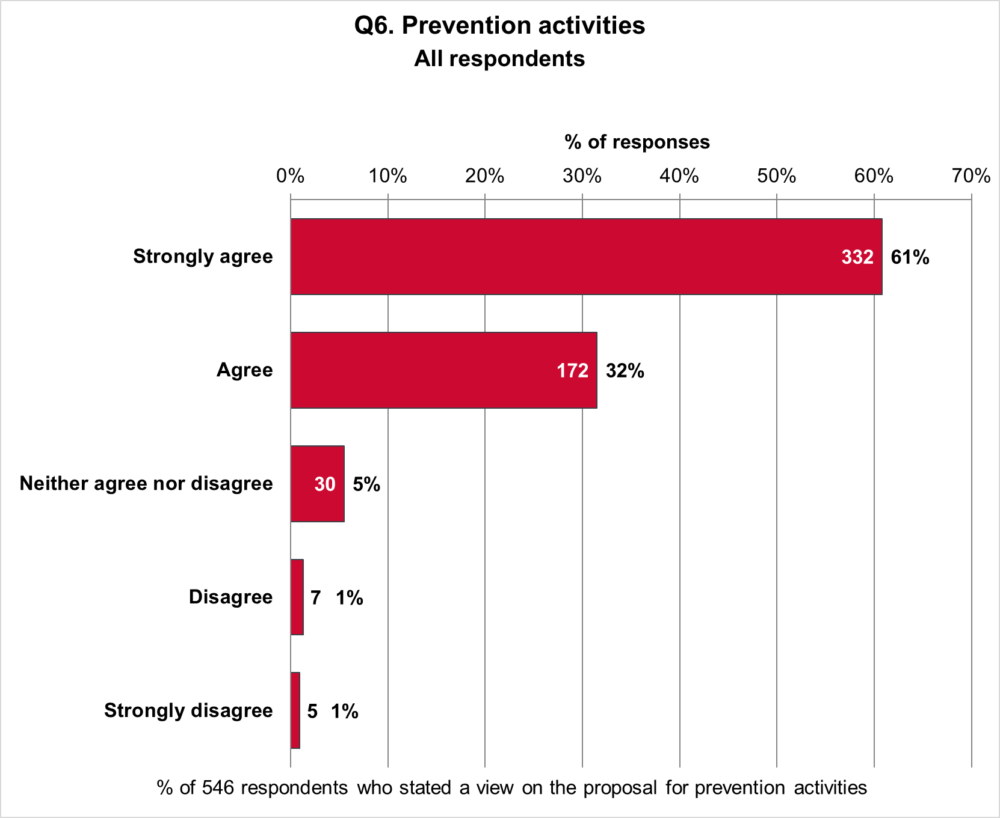 Q6. Prevention activities
All respondents
% of responses
0% 10% 20% 30% 40% 50% 60% 70%
Strongly agree 332 61%
Agree 172 32%
Neither agree nor disagree 30 5%
Disagree 7 1%
Strongly disagree 5 1%
% of 546 respondents who stated a view on the proposal for prevention activities